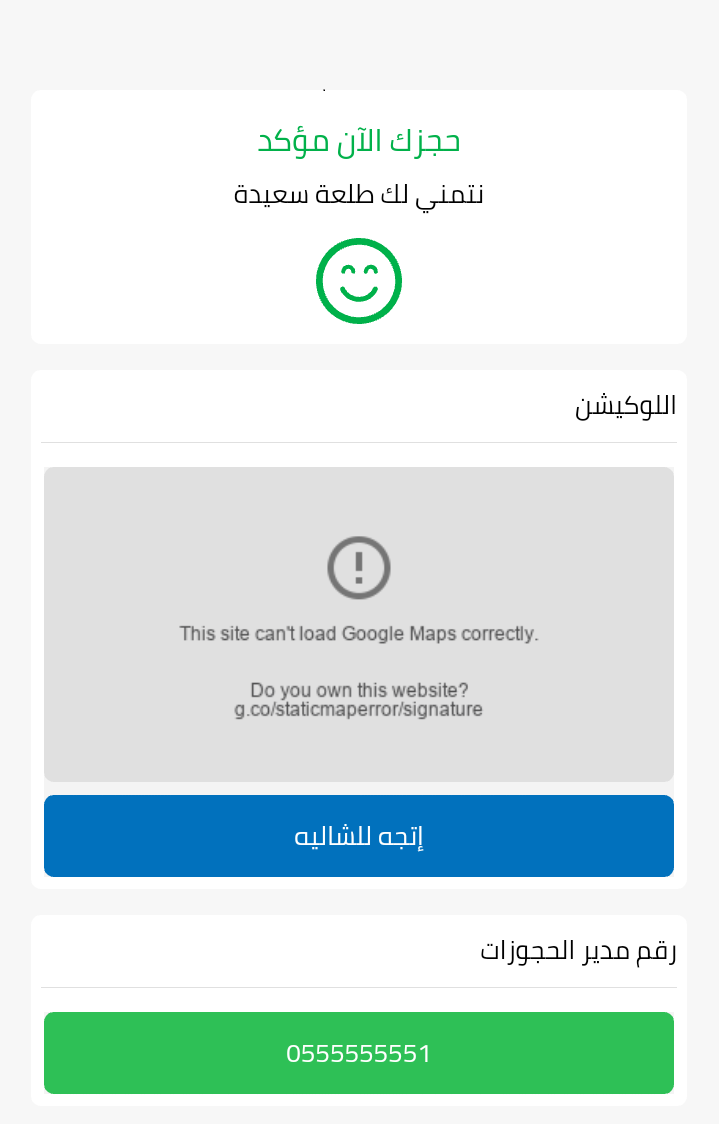 حجزك الآن مؤكد
نتمني لك طلعة سعيدة
اللوكيشن
This site can't load Google Maps correctly.
Do you own this website?
g.co/staticmaperror/signature
إتجه للشاليه
رقم مدير الحجوزات
0555555551